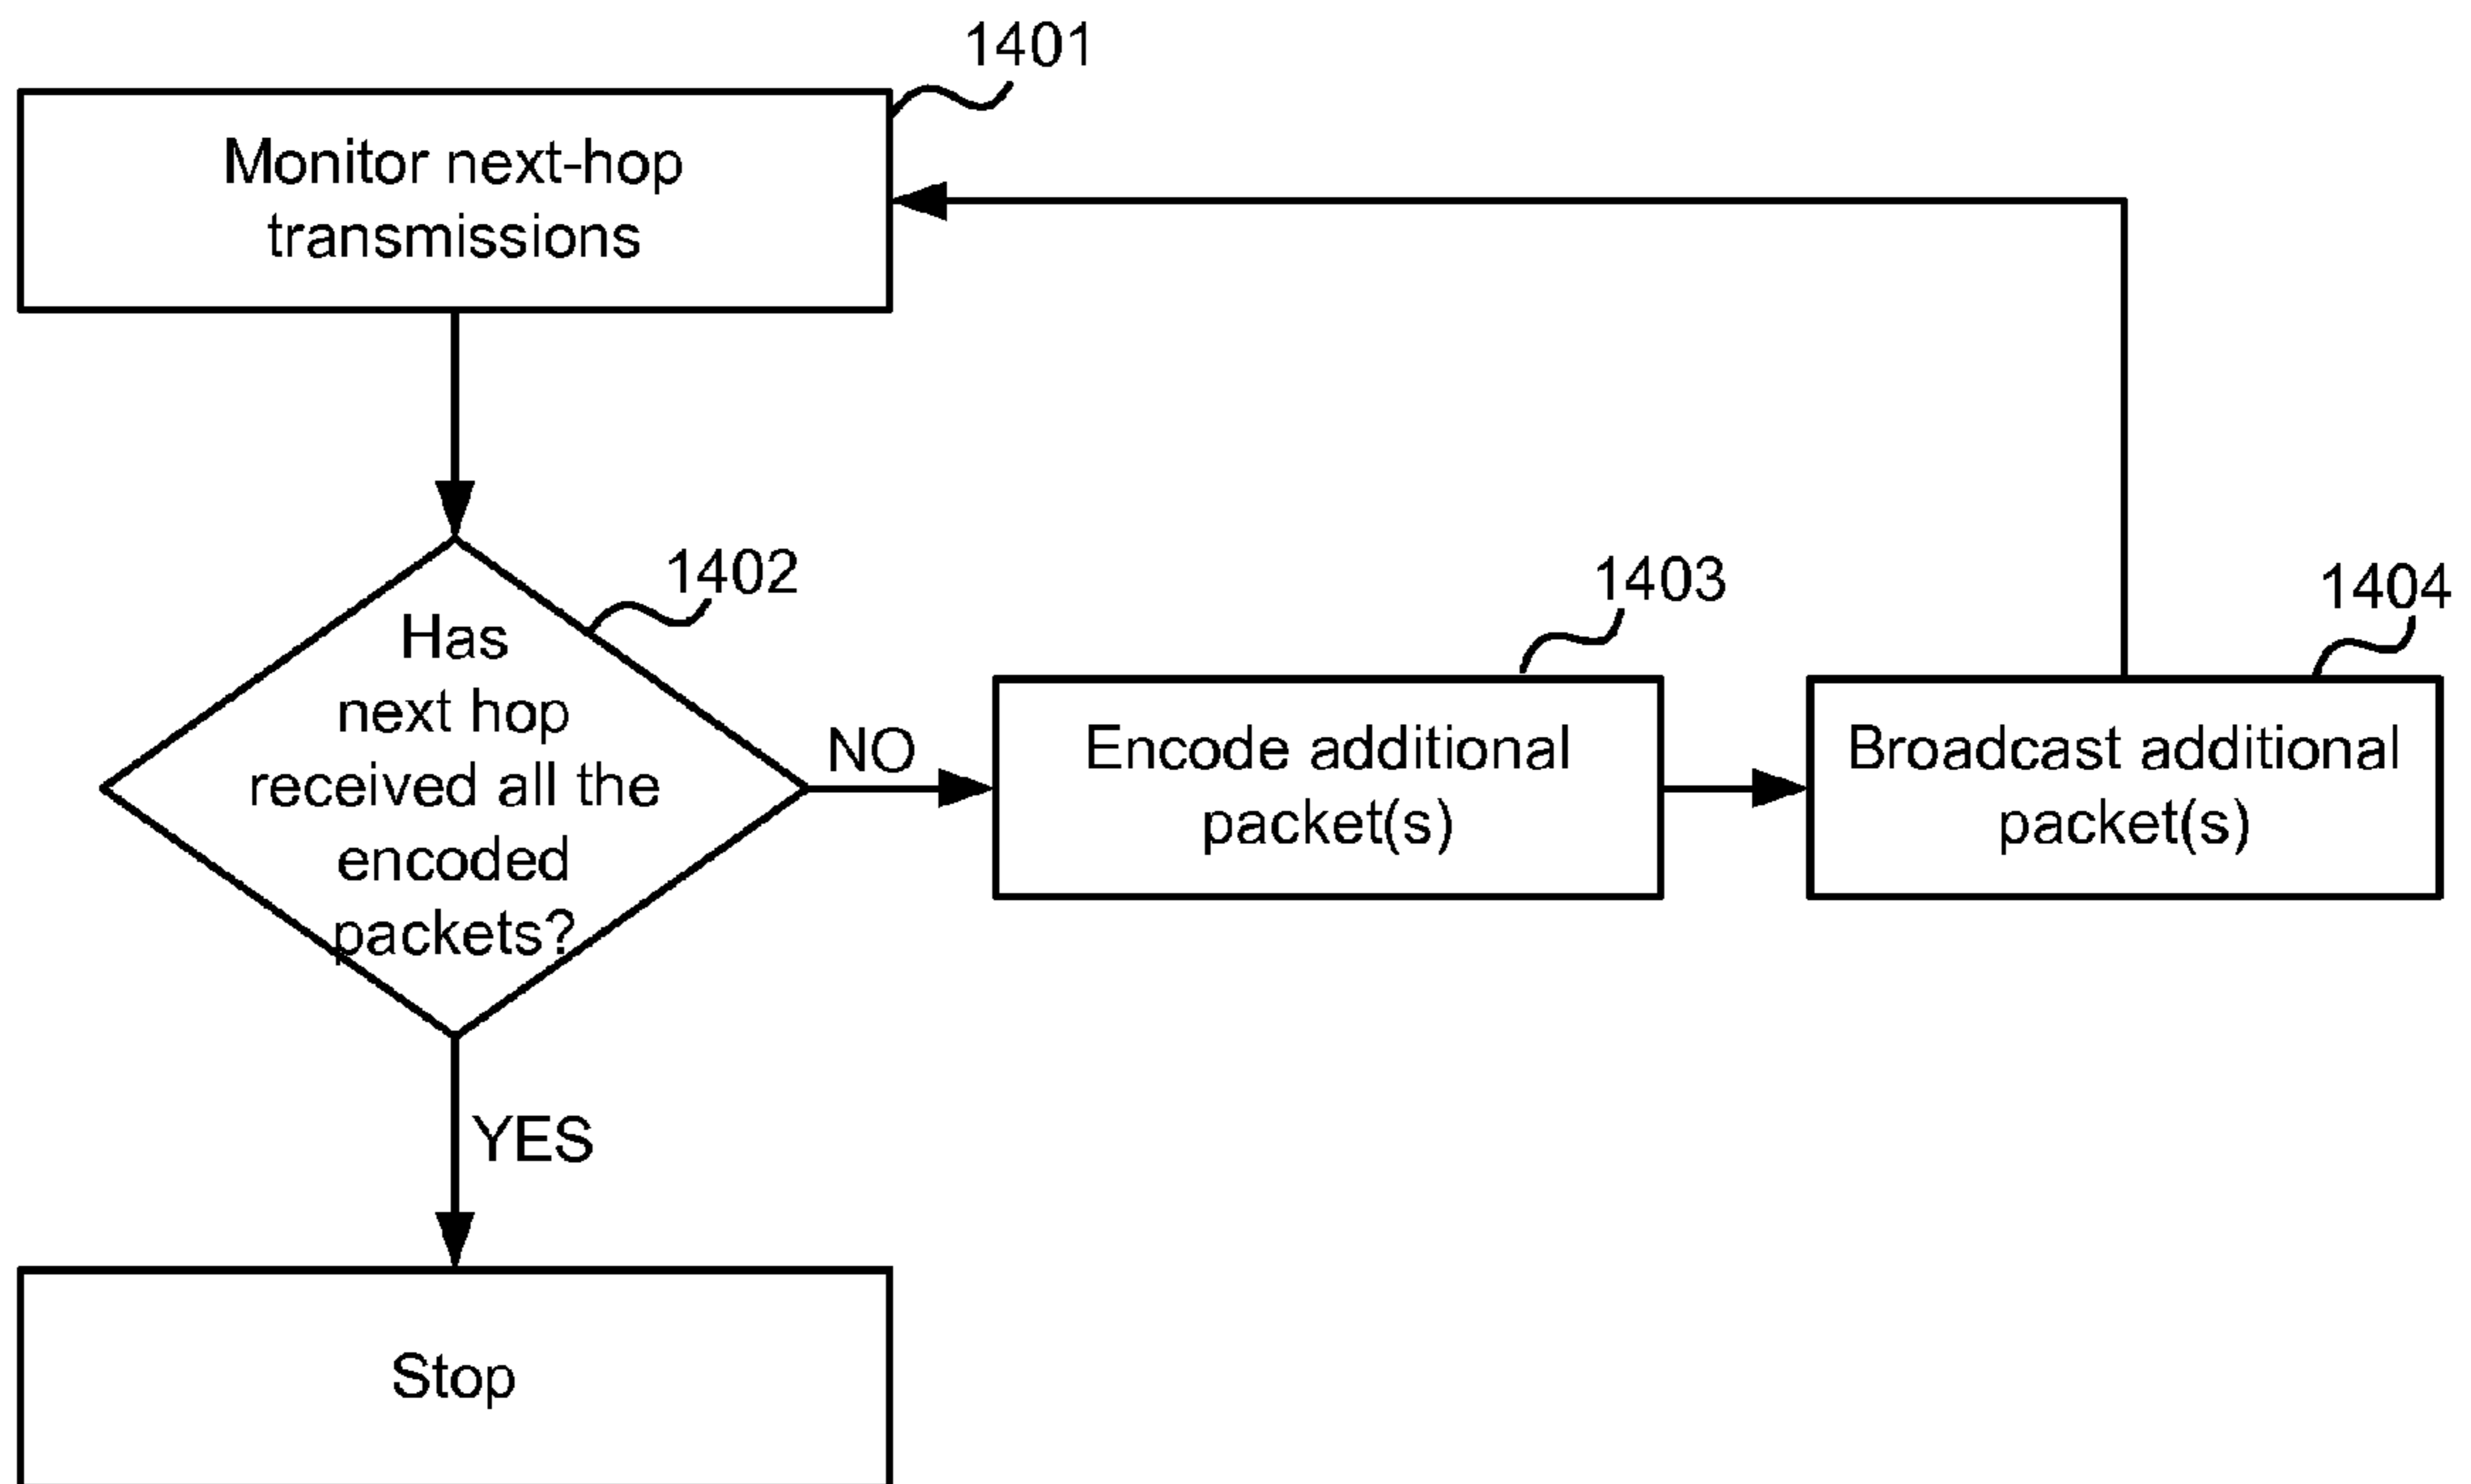 1401
Monitor next-hop
transmissions
1402
Has
next hop
received all the
encoded
packets?
NO
1403
Encode additional
packet(s)
1404
Broadcast additional
packet(s)
YES
Stop